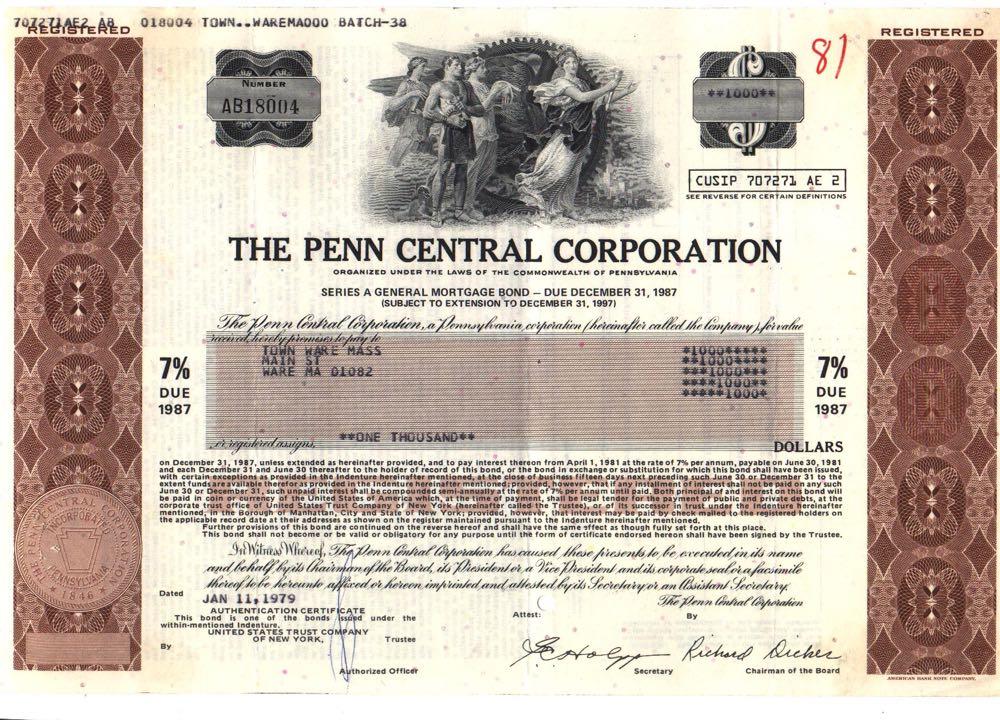 707271AE2 AB 018004 TOWN..WAREMA000 BATCH-38
REGISTERED
REGISTERED
81
NUMBER
AB18004
**1000**
CUSIP 707271 AE 2
SEE REVERSE FOR CERTAIN DEFINITIONS
THE PENN CENTRAL CORPORATION
ORGANIZED UNDER THE LAWS OF THE COMMONWEALTH OF PENNSYLVANIA
SERIES A GENERAL MORTGAGE BOND — DUE DECEMBER 31, 1987
(SUBJECT TO EXTENSION TO DECEMBER 31, 1997)
The Penn Central Corporation, a Pennsylvania corporation (hereinafter called the Company), for value
received, hereby promises to pay to
TOWN WARE MASS *1000*****
MAIN ST **1000****
WARE MA 01082 ***1000***
****1000**
*****1000*
7% DUE 1987
7% DUE 1987
or registered assigns, **ONE THOUSAND** DOLLARS
on December 31, 1987, unless extended as hereinafter provided, and to pay interest thereon from April 1, 1981 at the rate of 7% per annum, payable on June 30, 1981
and each December 31 and June 30 thereafter to the holder of record of this bond, or the bond in exchange or substitution for which this bond shall have been issued,
with certain exceptions as provided in the Indenture hereinafter mentioned, at the close of business fifteen days next preceding such June 30 or December 31 to the
extent funds are available therefor as provided in the Indenture hereinafter mentioned; provided, however, that if any installment of interest shall not be paid on any such
June 30 or December 31, such unpaid interest shall be compounded semi-annually at the rate of 7% per annum until paid. Both principal of and interest on this bond will
be paid in coin or currency of the United States of America which, at the time of payment, shall be legal tender for the payment of public and private debts, at the
corporate trust office of United States Trust Company of New York (hereinafter called the Trustee), or of its successor in trust under the Indenture hereinafter
mentioned, in the Borough of Manhattan, City and State of New York; provided, however, that interest may be paid by check mailed to the registered holders on
the applicable record date at their addresses as shown on the register maintained pursuant to the Indenture hereinafter mentioned.
Further provisions of this bond are continued on the reverse hereof and shall have the same effect as though fully set forth at this place.
This bond shall not become be valid or obligatory for any purpose until the form of certificate endorsed hereon shall have been signed by the Trustee.
In Witness Whereof, The Penn Central Corporation has caused these presents to be executed in its name
and behalf by its Chairman of the Board, its President or a Vice President and its corporate seal or a facsimile
thereof to be hereunto affixed or hereon imprinted and attested by its Secretary or an Assistant Secretary.
The Penn Central Corporation
Dated JAN 11, 1979
AUTHENTICATION CERTIFICATE
This bond is one of the bonds issued under the
within-mentioned Indenture.
UNITED STATES TRUST COMPANY
OF NEW YORK, Trustee
By
Authorized Officer
Attest:
By
Richard Dicker
Secretary
Chairman of the Board
PENNSYLVANIA
1846
AMERICAN BANK NOTE COMPANY.